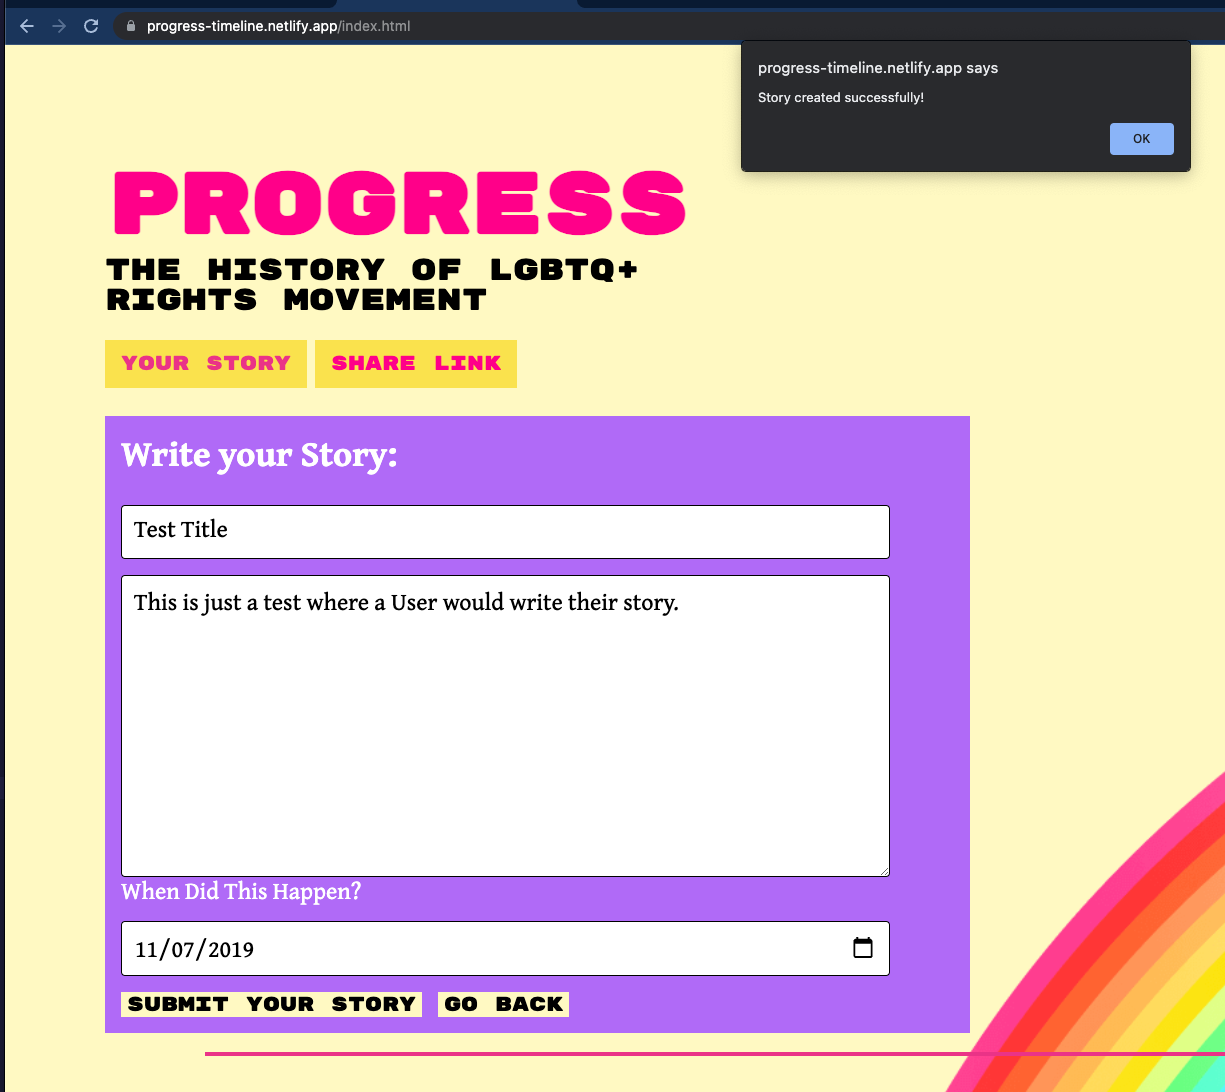 progress-timeline.netlify.app/index.html
progress-timeline.netlify.app says
Story created successfully!
OK
PROGRESS
THE HISTORY OF LGBTQ+
RIGHTS MOVEMENT
YOUR STORY SHARE LINK
Write your Story:
Test Title
This is just a test where a User would write their story.
When Did This Happen?
11/07/2019
SUBMIT YOUR STORY GO BACK